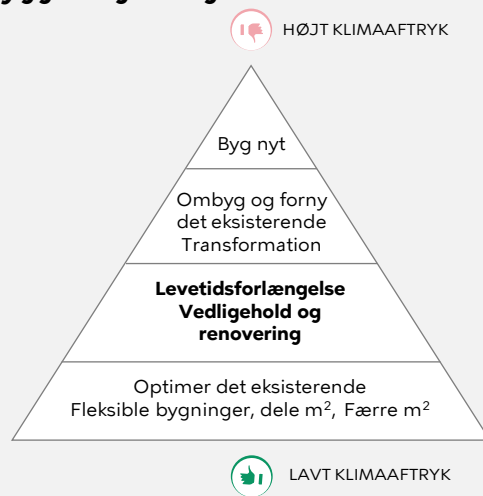 HØJT KLIMAAFTRYK
Byg nyt
Ombyg og forny
det eksisterende
Transformation
Levetidsforlængelse
Vedligehold og
renovering
Optimer det eksisterende
Fleksible bygninger, dele m², Færre m²
LAVT KLIMAAFTRYK